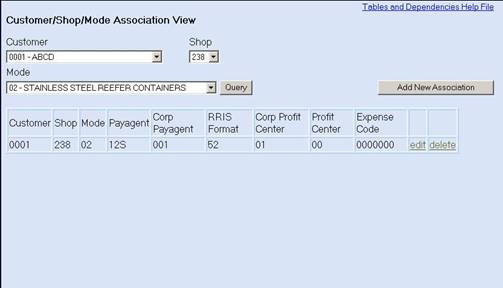 Tables and Dependencies Help File
Customer/Shop/Mode Association View
Customer Shop
0001 - ABCD 238
Mode
02 - STAINLESS STEEL REEFER CONTAINERS Query Add New Association
Customer Shop Mode Payagent Corp Payagent RRIS Format Corp Profit Center Profit Center Expense Code
0001 238 02 12S 001 52 01 00 0000000 edit delete